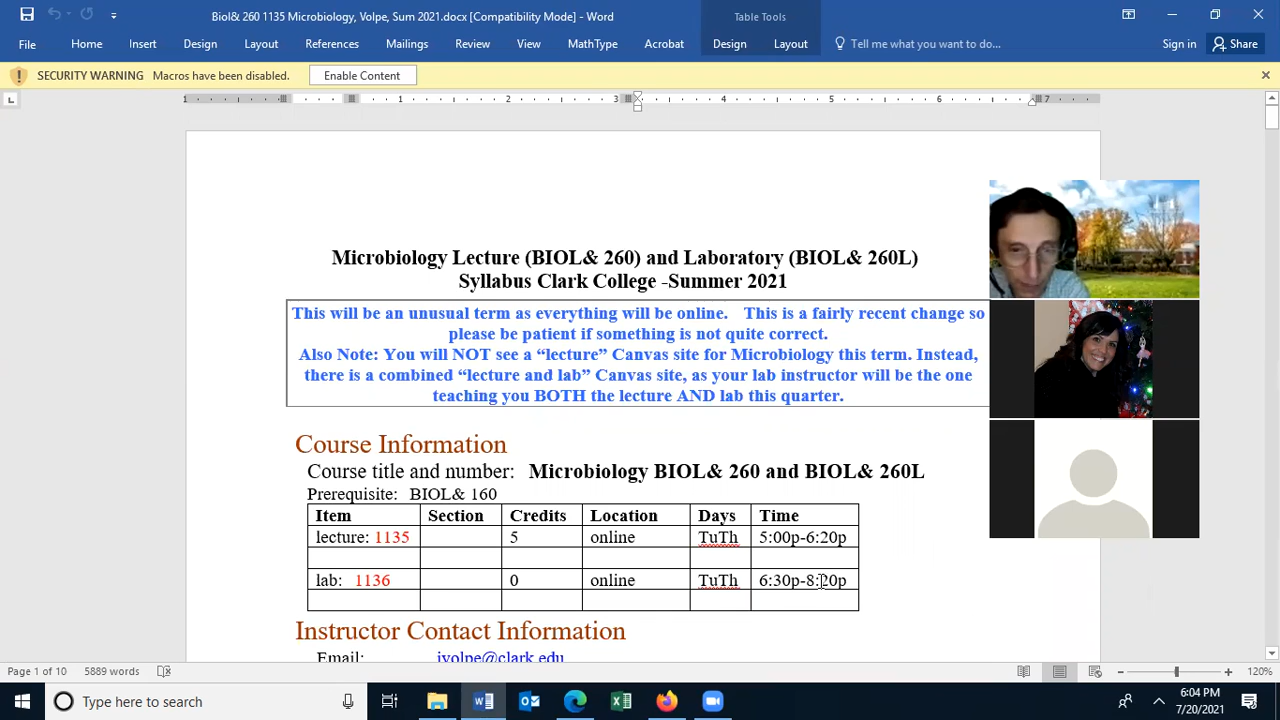 Biol& 260 1135 Microbiology, Volpe, Sum 2021.docx [Compatibility Mode] - Word
Table Tools
File Home Insert Design Layout References Mailings Review View MathType Acrobat Design Layout Tell me what you want to do... Sign in Share
SECURITY WARNING Macros have been disabled. Enable Content
1 1 2 3 4 5 6 7
Microbiology Lecture (BIOL& 260) and Laboratory (BIOL& 260L)
Syllabus Clark College -Summer 2021
This will be an unusual term as everything will be online. This is a fairly recent change so
please be patient if something is not quite correct.
Also Note: You will NOT see a “lecture” Canvas site for Microbiology this term. Instead,
there is a combined “lecture and lab” Canvas site, as your lab instructor will be the one
teaching you BOTH the lecture AND lab this quarter.
Course Information
Course title and number: Microbiology BIOL& 260 and BIOL& 260L
Prerequisite: BIOL& 160
Item Section Credits Location Days Time
lecture: 1135 5 online TuTh 5:00p-6:20p
lab: 1136 0 online TuTh 6:30p-8:20p
Instructor Contact Information
Email: jvolpe@clark.edu
Page 1 of 10 5889 words 120%
Type here to search
6:04 PM
7/20/2021